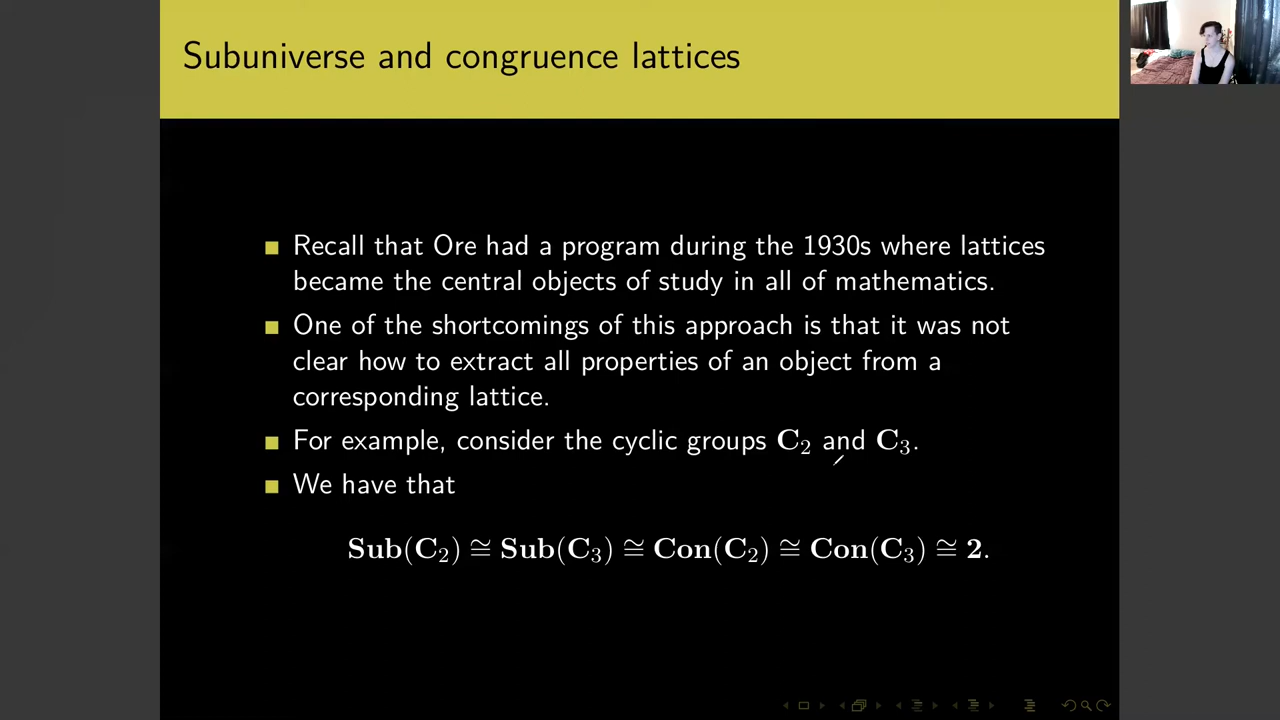 Subuniverse and congruence lattices
Recall that Ore had a program during the 1930s where lattices
became the central objects of study in all of mathematics.
One of the shortcomings of this approach is that it was not
clear how to extract all properties of an object from a
corresponding lattice.
For example, consider the cyclic groups C₂ and C₃.
We have that
Sub(C₂) ≅ Sub(C₃) ≅ Con(C₂) ≅ Con(C₃) ≅ 2.